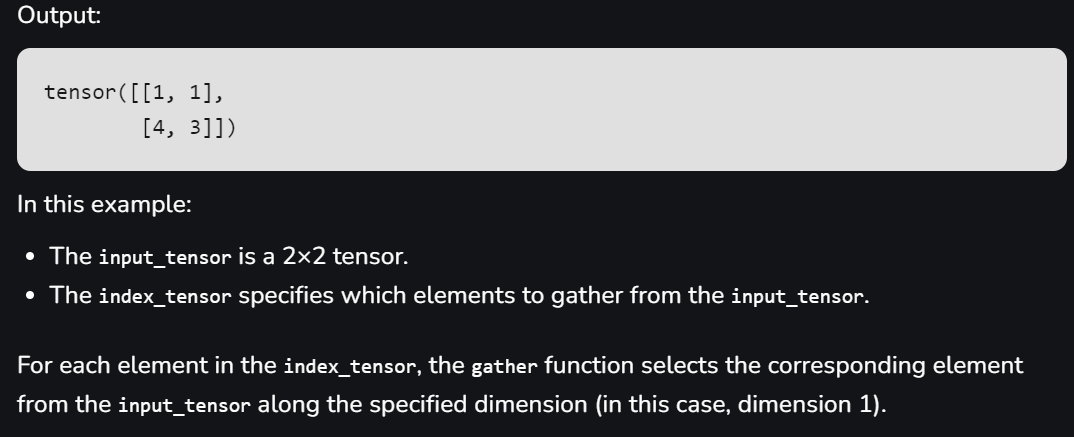 Output:
tensor([[1, 1],
        [4, 3]])
In this example:
• The input_tensor is a 2×2 tensor.
• The index_tensor specifies which elements to gather from the input_tensor.
For each element in the index_tensor, the gather function selects the corresponding element
from the input_tensor along the specified dimension (in this case, dimension 1).